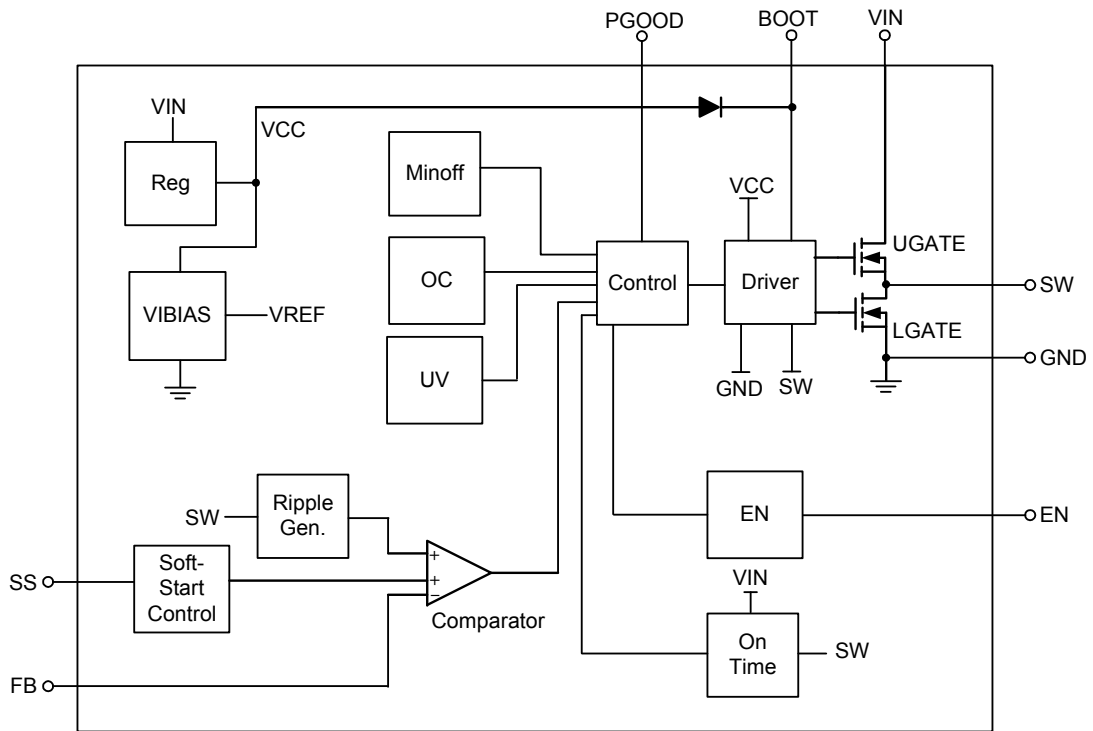 PGOOD
BOOT
VIN
VIN
VCC
Reg
Minoff
VCC
UGATE
OC
Control
Driver
SW
VIBIAS
VREF
LGATE
GND
UV
GND
SW
Ripple
Gen.
SW
EN
EN
Soft-
Start
Control
SS
+
+
−
Comparator
VIN
On
Time
SW
FB